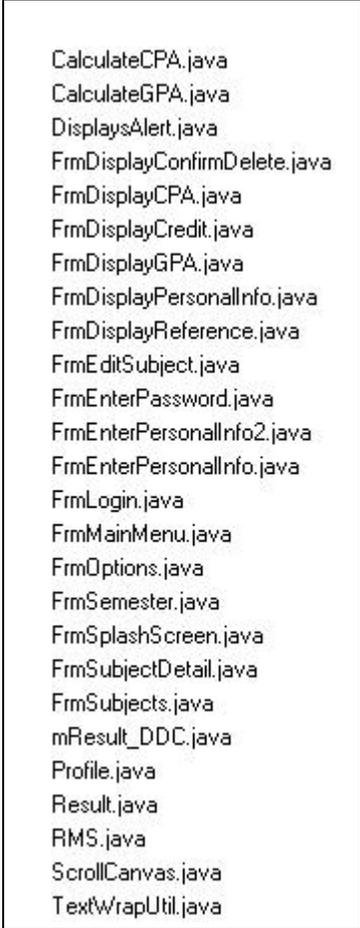 CalculateCPA.java
CalculateGPA.java
DisplaysAlert.java
FrmDisplayConfirmDelete.java
FrmDisplayCPA.java
FrmDisplayCredit.java
FrmDisplayGPA.java
FrmDisplayPersonalInfo.java
FrmDisplayReference.java
FrmEditSubject.java
FrmEnterPassword.java
FrmEnterPersonalInfo2.java
FrmEnterPersonalInfo.java
FrmLogin.java
FrmMainMenu.java
FrmOptions.java
FrmSemester.java
FrmSplashScreen.java
FrmSubjectDetail.java
FrmSubjects.java
mResult_DDC.java
Profile.java
Result.java
RMS.java
ScrollCanvas.java
TextWrapUtil.java